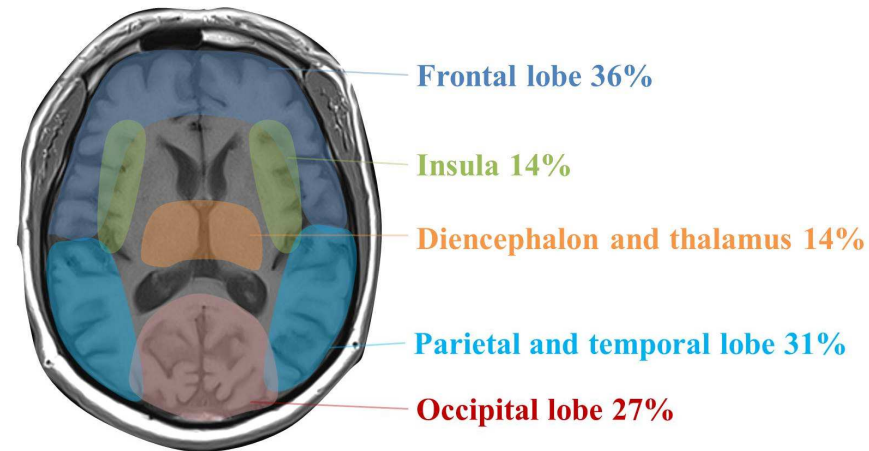 Frontal lobe 36%
Insula 14%
Diencephalon and thalamus 14%
Parietal and temporal lobe 31%
Occipital lobe 27%